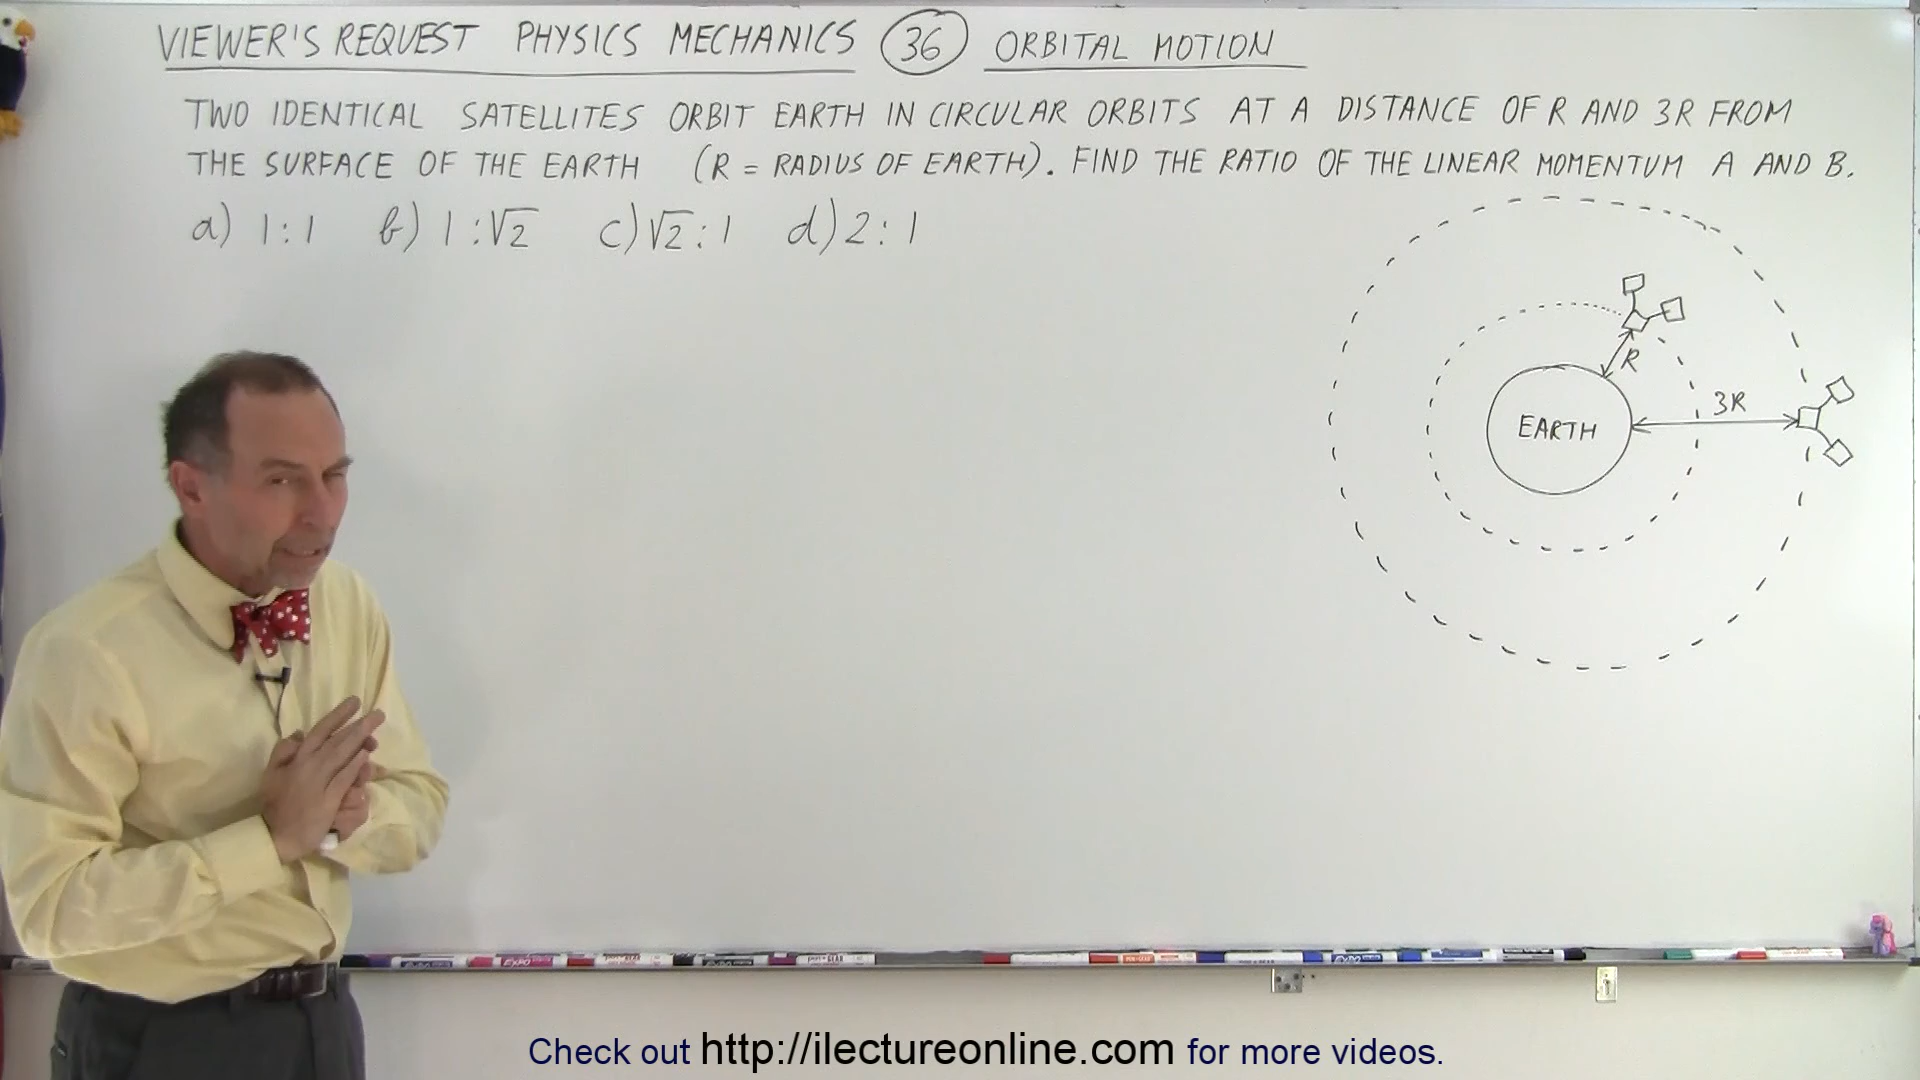 VIEWER'S REQUEST PHYSICS MECHANICS 36 ORBITAL MOTION
TWO IDENTICAL SATELLITES ORBIT EARTH IN CIRCULAR ORBITS AT A DISTANCE OF R AND 3R FROM
THE SURFACE OF THE EARTH (R = RADIUS OF EARTH). FIND THE RATIO OF THE LINEAR MOMENTUM A AND B.
a) 1:1 b) 1:√2 c) √2:1 d) 2:1
R
3R
EARTH
EXPO
Check out http://ilectureonline.com for more videos.